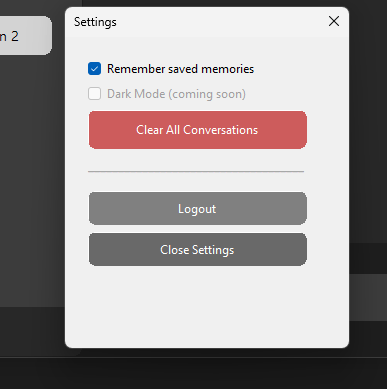 Settings
n 2
Remember saved memories
Dark Mode (coming soon)
Clear All Conversations
Logout
Close Settings